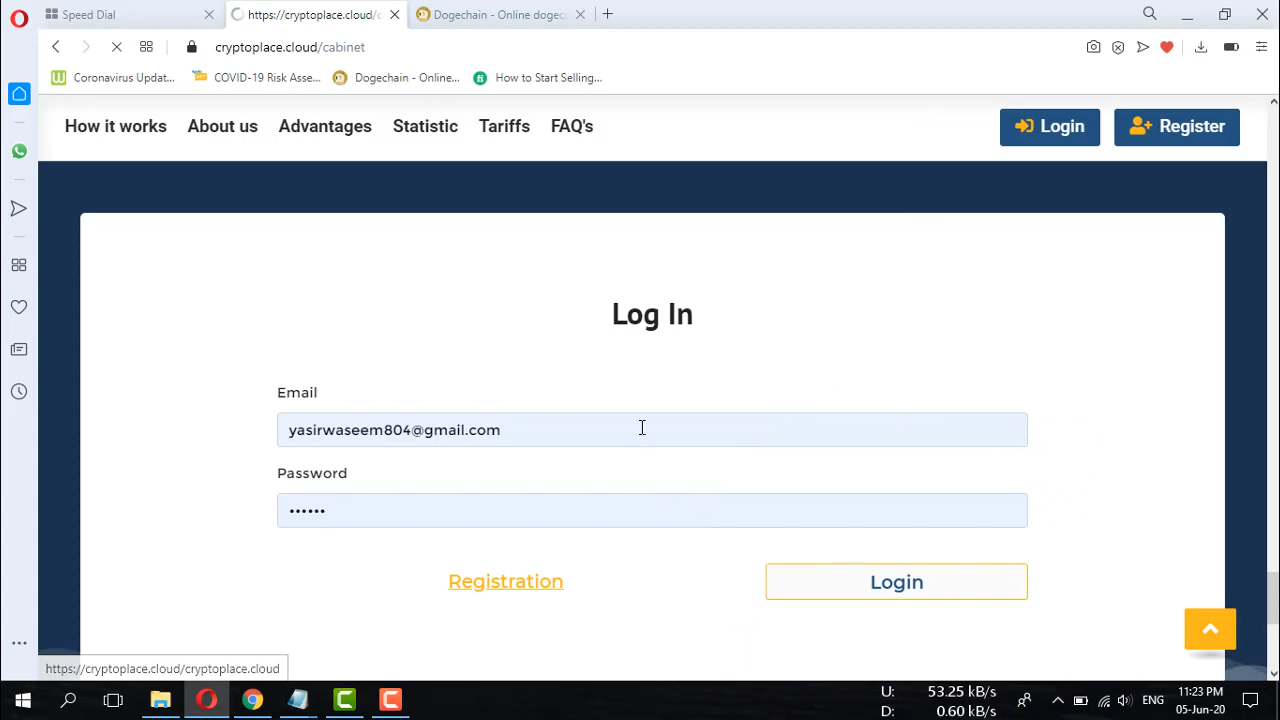 Speed Dial
https://cryptoplace.cloud/c
Dogechain - Online dogec
cryptoplace.cloud/cabinet
Coronavirus Updat...
COVID-19 Risk Asse...
Dogechain - Online...
How to Start Selling...
How it works
About us
Advantages
Statistic
Tariffs
FAQ's
Login
Register
Log In
Email
yasirwaseem804@gmail.com
Password
••••••
Registration
Login
https://cryptoplace.cloud/cryptoplace.cloud
U: 53.25 kB/s
D: 0.60 kB/s
ENG
11:23 PM
05-Jun-20